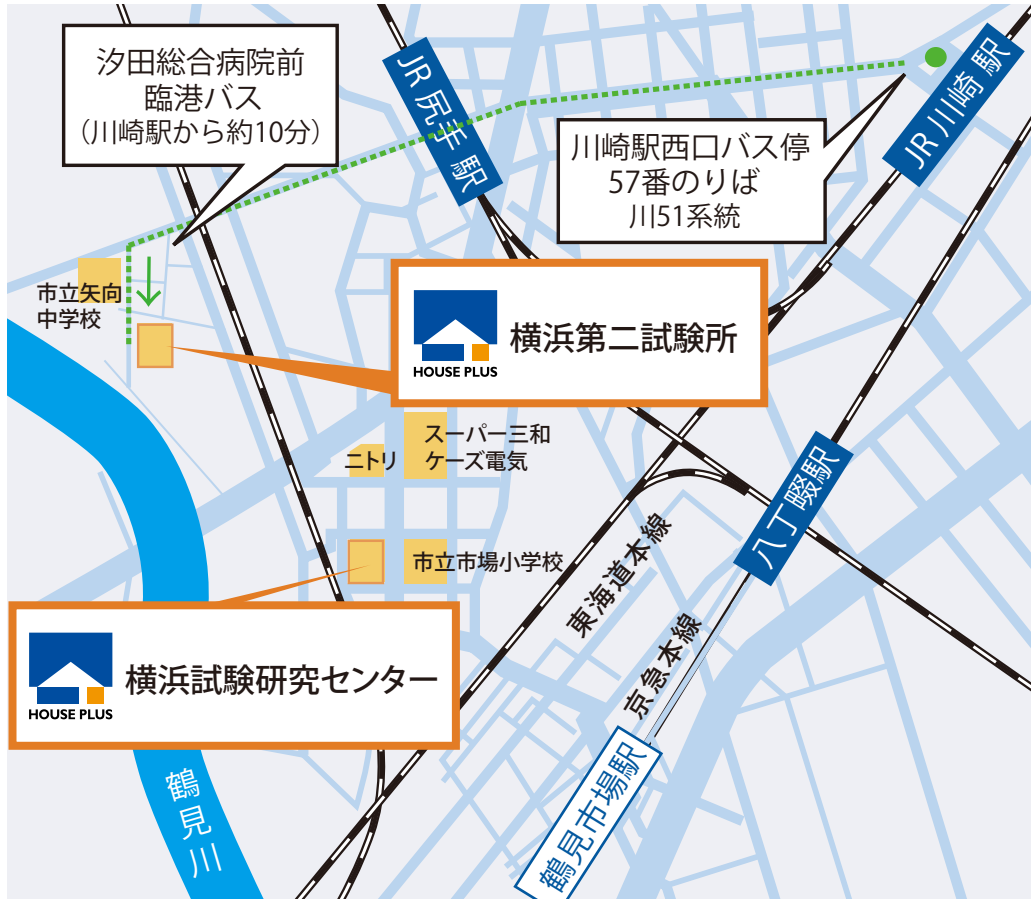 汐田総合病院前
臨港バス
（川崎駅から約10分）
JR 尻手 駅
JR 川崎 駅
川崎駅西口バス停
57番のりば
川51系統
市立矢向
中学校
HOUSE PLUS
横浜第二試験所
スーパー三和
ケーズ電気
ニトリ
八丁畷駅
市立市場小学校
東海道本線
京急本線
HOUSE PLUS
横浜試験研究センター
鶴見市場駅
鶴見川